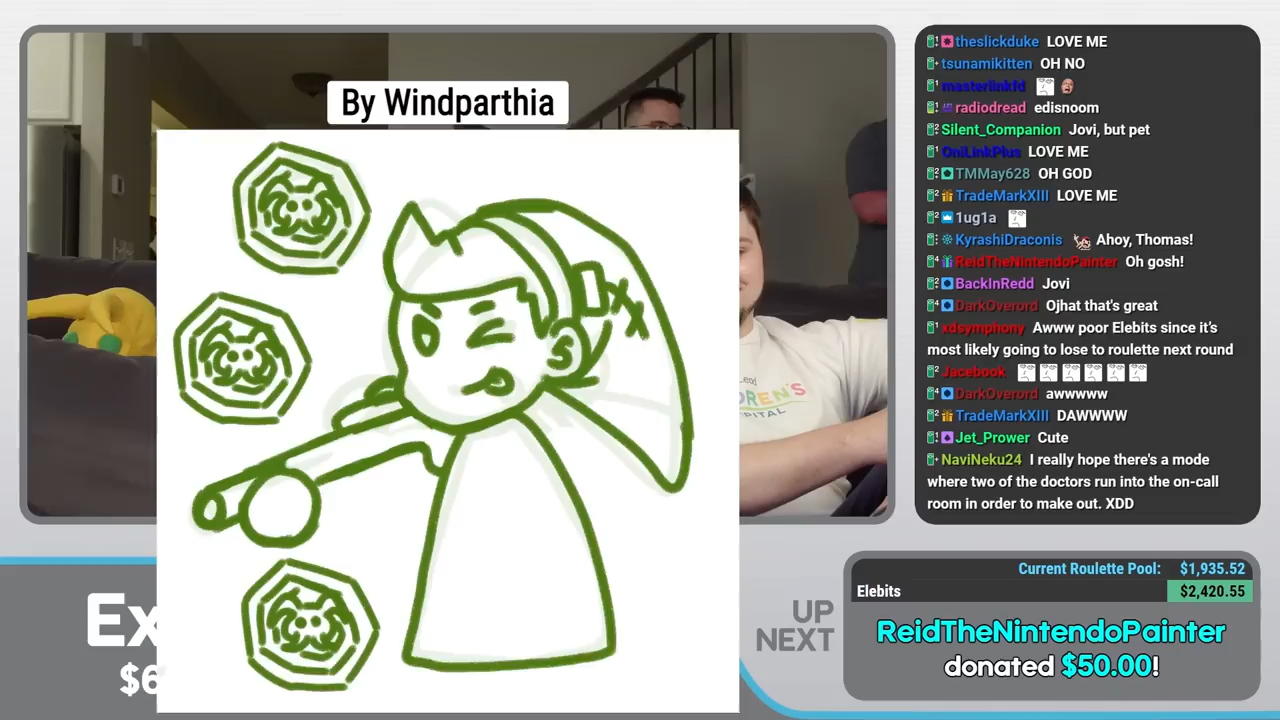 By Windparthia
theslickduke LOVE ME
tsunamikitten OH NO
masterlinkfd
radiodread edisnoom
Silent_Companion Jovi, but pet
OniLinkPlus LOVE ME
TMMay628 OH GOD
TradeMarkXIII LOVE ME
1ug1a
KyrashiDraconis Ahoy, Thomas!
ReidTheNintendoPainter Oh gosh!
BackInRedd Jovi
DarkOverord Ojhat that's great
xdsymphony Awww poor Elebits since it's
most likely going to lose to roulette next round
Jacebook
DarkOverord awwwww
TradeMarkXIII DAWWWW
Jet_Prower Cute
NaviNeku24 I really hope there's a mode
where two of the doctors run into the on-call
room in order to make out. XDD
Ex
$6
UP
NEXT
Current Roulette Pool: $1,935.52
Elebits $2,420.55
ReidTheNintendoPainter
donated $50.00!